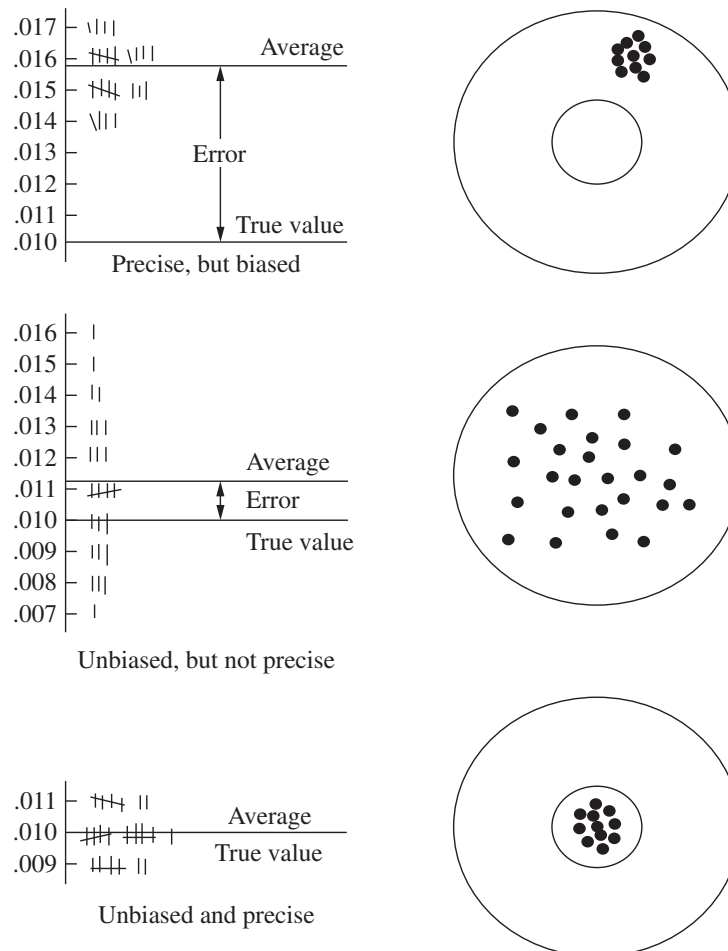 .017
.016
Average
.015
.014
.013
Error
.012
.011
True value
.010
Precise, but biased
.016
.015
.014
.013
.012
Average
.011
Error
.010
True value
.009
.008
.007
Unbiased, but not precise
.011
Average
.010
True value
.009
Unbiased and precise